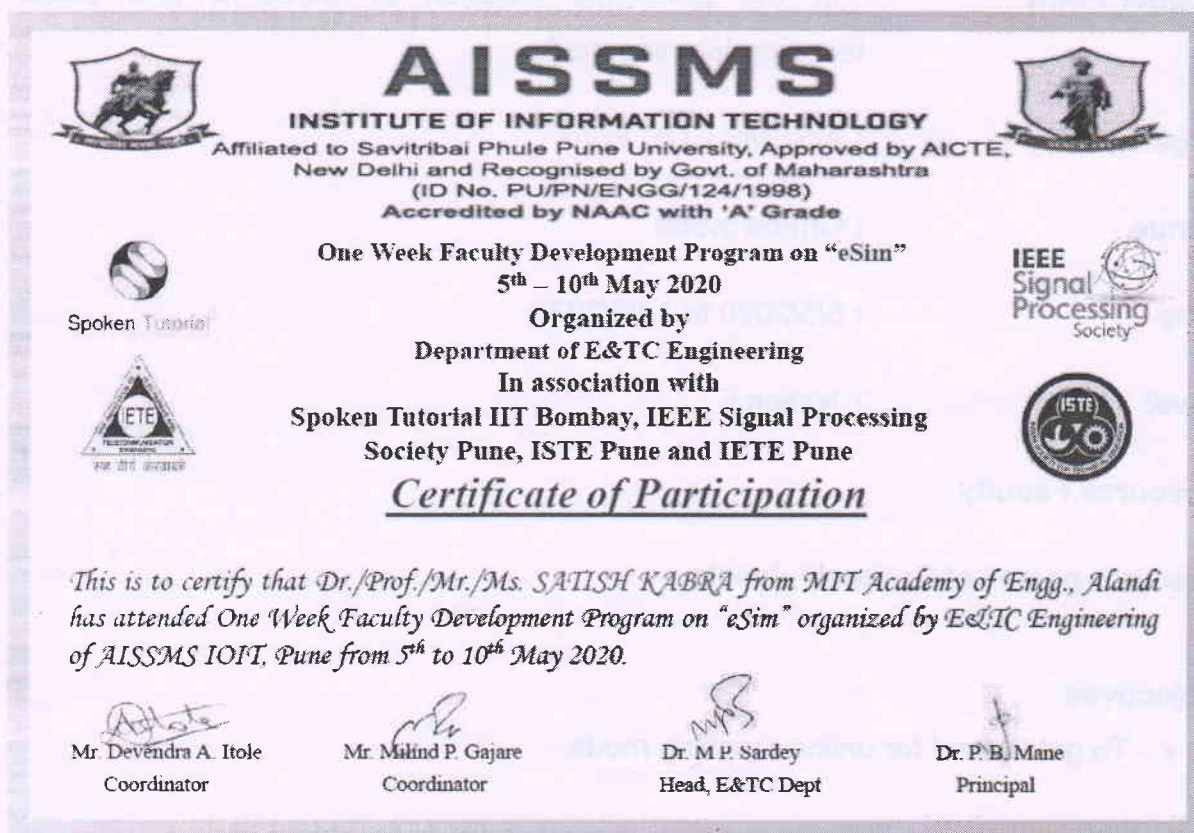 AISSMS
INSTITUTE OF INFORMATION TECHNOLOGY
Affiliated to Savitribai Phule Pune University, Approved by AICTE,
New Delhi and Recognised by Govt. of Maharashtra
(ID No. PU/PN/ENGG/124/1998)
Accredited by NAAC with 'A' Grade
One Week Faculty Development Program on “eSim”
5th – 10th May 2020
Organized by
Department of E&TC Engineering
In association with
Spoken Tutorial IIT Bombay, IEEE Signal Processing
Society Pune, ISTE Pune and IETE Pune
Spoken Tutorial
IETE
IEEE
Signal
Processing
Society
ISTE
Certificate of Participation
This is to certify that Dr./Prof./Mr./Ms. SATISH KABRA from MIT Academy of Engg., Alandi
has attended One Week Faculty Development Program on “eSim” organized by E&TC Engineering
of AISSMS IOIT, Pune from 5th to 10th May 2020.
Mr. Devendra A. Itole
Coordinator
Mr. Milind P. Gajare
Coordinator
Dr. M P. Sardey
Head, E&TC Dept
Dr. P. B. Mane
Principal